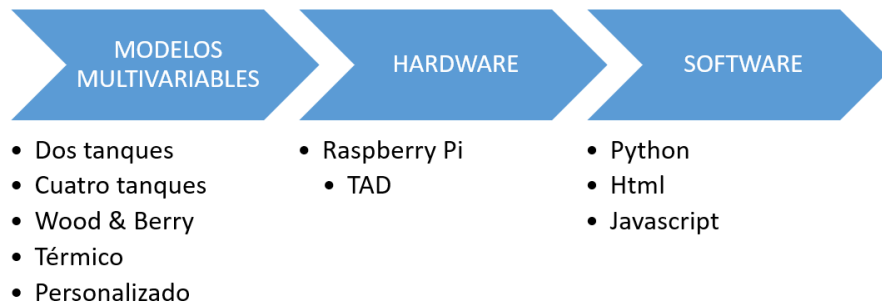 MODELOS
MULTIVARIABLES
• Dos tanques
• Cuatro tanques
• Wood & Berry
• Térmico
• Personalizado
HARDWARE
• Raspberry Pi
• TAD
SOFTWARE
• Python
• Html
• Javascript